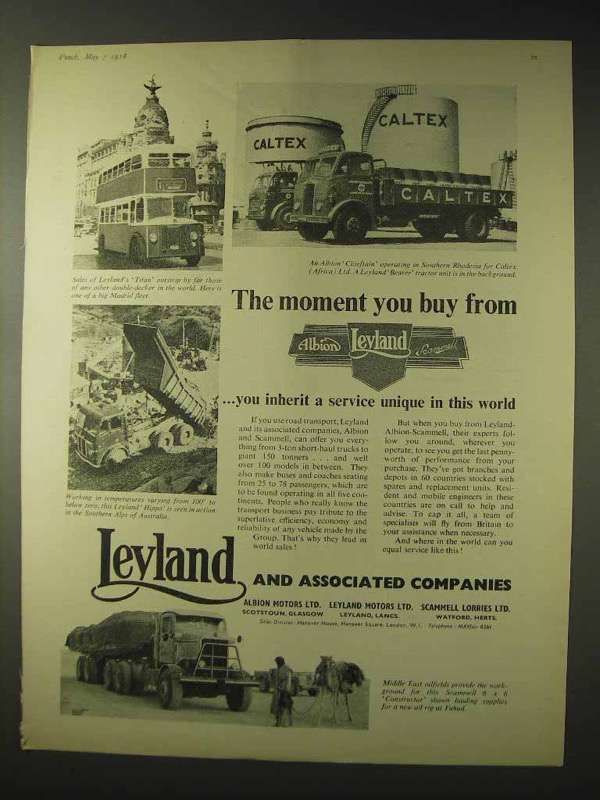 Punch, May 7 1958
CALTEX
CALTEX
CALTEX
Sales of Leyland's 'Titan' outstrip by far those
of any other double-decker in the world. Here is
one of a big Madrid fleet.
An Albion 'Chieftain' operating in Southern Rhodesia for Caltex
(Africa) Ltd. A Leyland 'Beaver' tractor unit is in the background.
The moment you buy from
Albion Leyland Scammell
...you inherit a service unique in this world
Working in temperatures varying from 100° to
below zero, this Leyland 'Hippo' is seen in action
in the Southern Alps of Australia.
If you use road transport, Leyland
and its associated companies, Albion
and Scammell, can offer you every-
thing from 3-ton short-haul trucks to
giant 150 tonners . . . and well
over 100 models in between. They
also make buses and coaches seating
from 25 to 78 passengers, which are
to be found operating in all five con-
tinents. People who really know the
transport business pay tribute to the
superlative efficiency, economy and
reliability of any vehicle made by the
Group. That's why they lead in
world sales!
But when you buy from Leyland-
Albion-Scammell, their experts fol-
low you around, wherever you
operate, to see you get the last penny-
worth of performance from your
purchase. They've got branches and
depots in 60 countries stocked with
spares and replacement units. Resi-
dent and mobile engineers in these
countries are on call to help and
advise. To cap it all, a team of
specialists will fly from Britain to
your assistance when necessary.
And where in the world can you
equal service like this!
Leyland AND ASSOCIATED COMPANIES
ALBION MOTORS LTD. LEYLAND MOTORS LTD. SCAMMELL LORRIES LTD.
SCOTSTOUN, GLASGOW LEYLAND, LANCS. WATFORD, HERTS.
Sales Division: Hanover House, Hanover Square, London, W.1. Telephone: MAYfair 8561
Middle East oilfields provide the work-
ground for this Scammell 6 x 6
'Constructor' shown hauling supplies
for a new oil rig at Fahud.